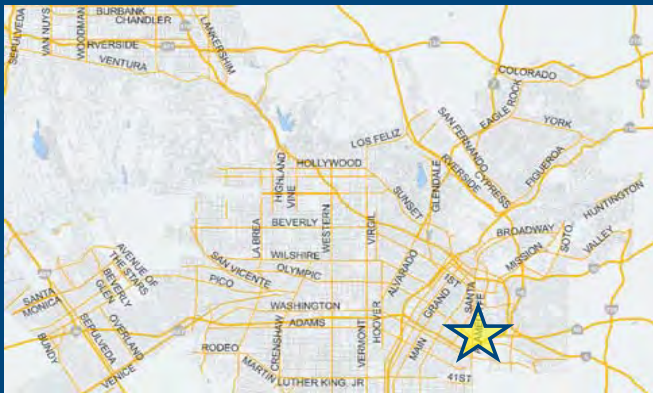 BURBANK
CHANDLER
SEPULVEDA
VAN NUYS
WOODMAN
RVERSIDE
VENTURA
LANKERSHIM
COLORADO
EAGLE ROCK
YORK
SAN FERNANDO
LOS FELIZ
RVERSIDE
CYPRESS
FIGUEROA
HOLLYWOOD
HIGHLAND
VINE
GLENDALE
SUNSET
HUNTINGTON
LA BREA
BEVERLY
WESTERN
VIRGIL
BROADWAY
SOTO
VALLEY
MISSION
WILSHIRE
SAN VICENTE
OLYMPIC
PICO
ALVARADO
1ST
GRAND
SANTA
AVENUE OF
THE STARS
BEVERLY
GLEN
SANTA
MONICA
WASHINGTON
ADAMS
HOOVER
VERMONT
MAIN
CRENSHAW
RODEO
BUNDY
SEPULVEDA
OVERLAND
VENICE
MARTIN
LUTHER KING, JR
41ST